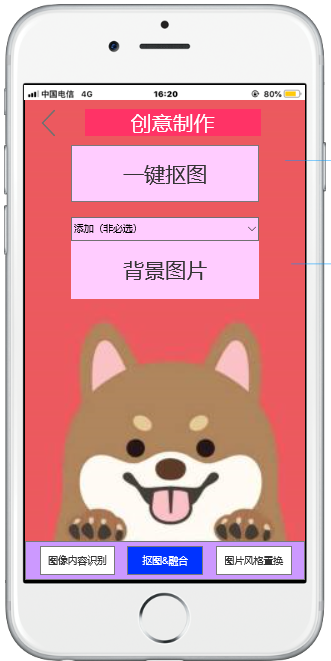 中国电信 4G 16:20 80%
创意制作
一键抠图
添加（非必选）
背景图片
图像内容识别 抠图&融合 图片风格置换